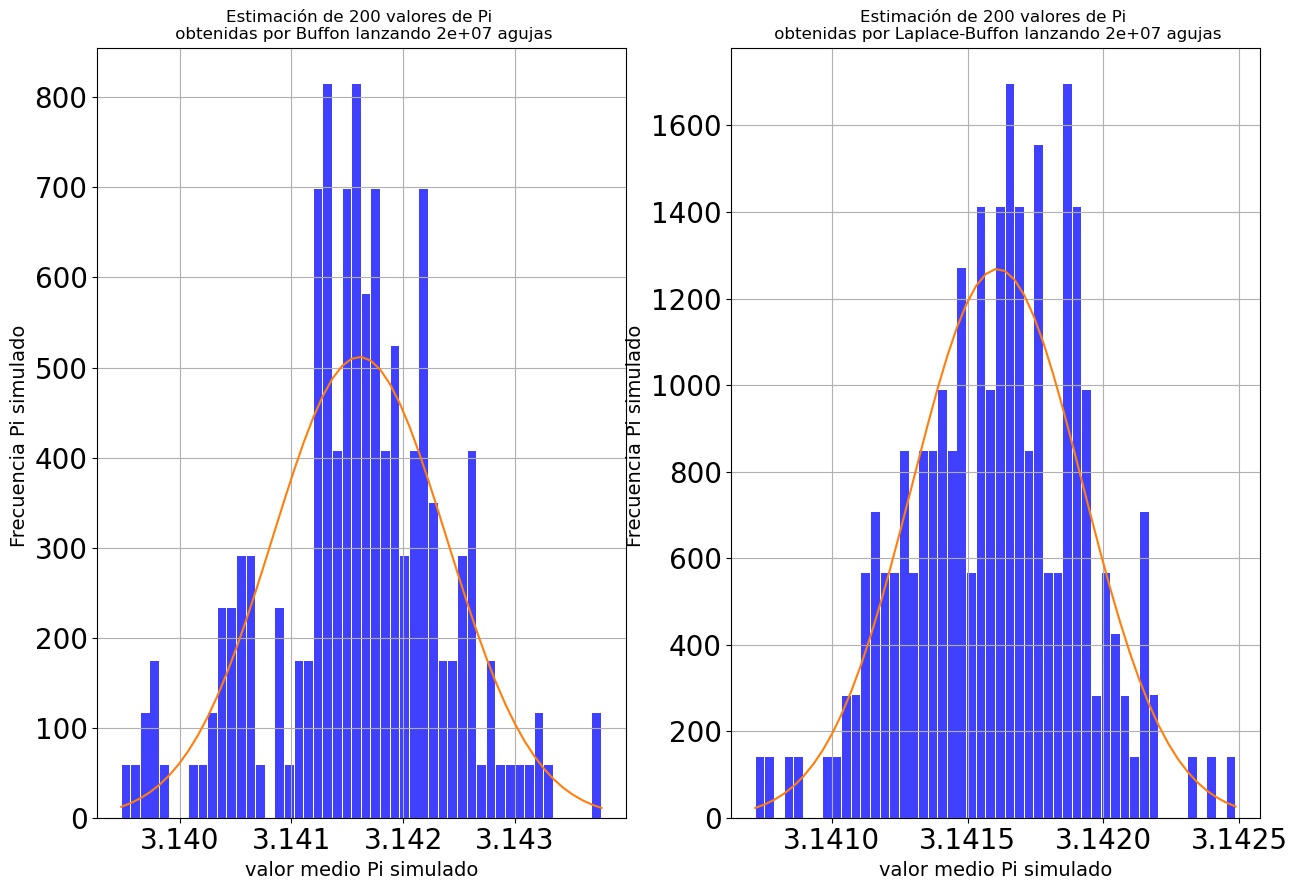 Estimación de 200 valores de Pi
obtenidas por Buffon lanzando 2e+07 agujas
800
700
600
500
400
300
200
100
0
Frecuencia Pi simulado
3.140 3.141 3.142 3.143
valor medio Pi simulado
Estimación de 200 valores de Pi
obtenidas por Laplace-Buffon lanzando 2e+07 agujas
1600
1400
1200
1000
800
600
400
200
0
Frecuencia Pi simulado
3.1410 3.1415 3.1420 3.1425
valor medio Pi simulado